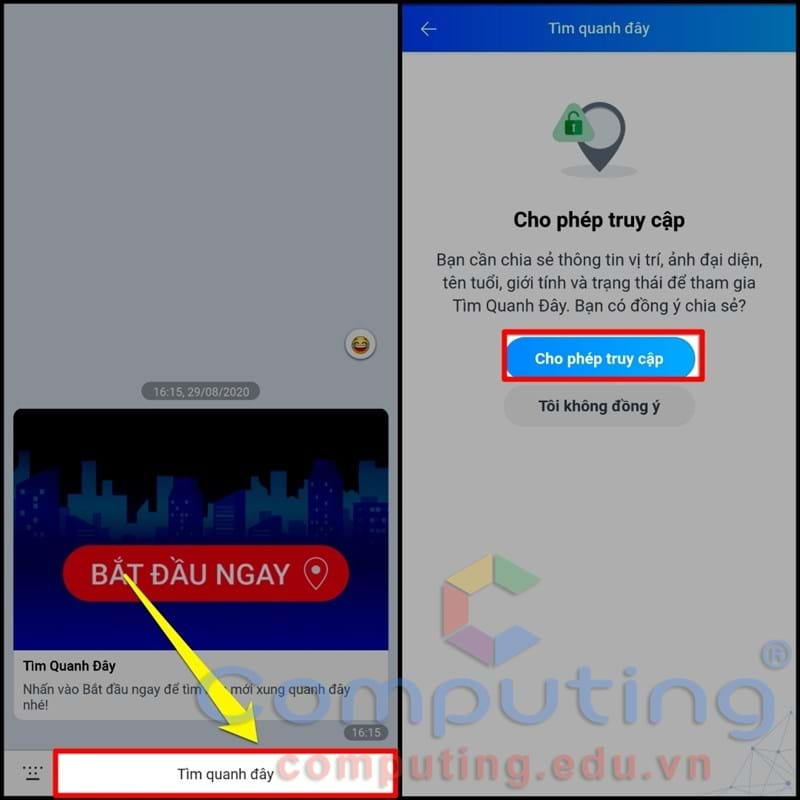 16:15, 29/08/2020
BẮT ĐẦU NGAY
Tìm Quanh Đây
Nhấn vào Bắt đầu ngay để tìm mới xung quanh đây
nhé!
16:15
Tìm quanh đây
Tìm quanh đây
Cho phép truy cập
Bạn cần chia sẻ thông tin vị trí, ảnh đại diện,
tên tuổi, giới tính và trạng thái để tham gia
Tìm Quanh Đây. Bạn có đồng ý chia sẻ?
Cho phép truy cập
Tôi không đồng ý
Computing®
computing.edu.vn